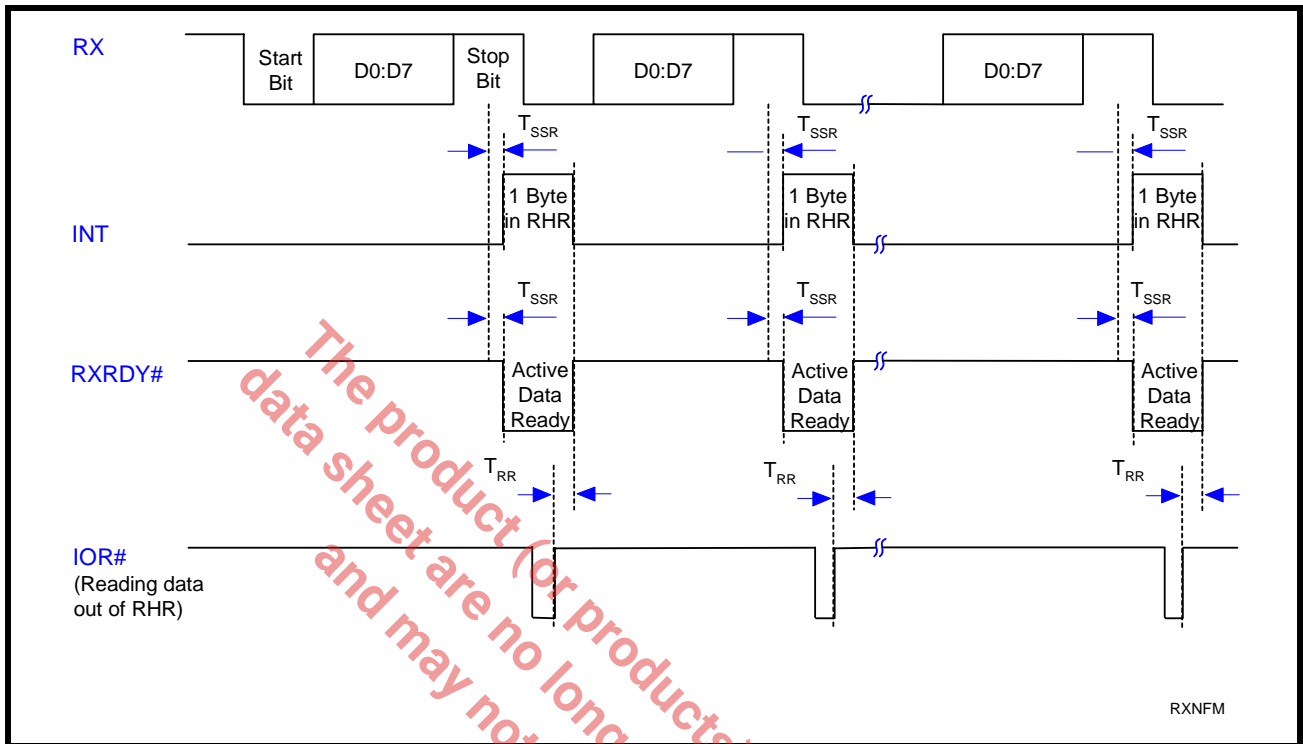 RX
Start
Bit
D0:D7
Stop
Bit
D0:D7
D0:D7
TSSR
TSSR
TSSR
INT
1 Byte
in RHR
1 Byte
in RHR
1 Byte
in RHR
TSSR
TSSR
TSSR
RXRDY#
Active
Data
Ready
Active
Data
Ready
Active
Data
Ready
TRR
TRR
TRR
IOR#
(Reading data
out of RHR)
The product (or products)
data sheet are no long
and may not
RXNFM